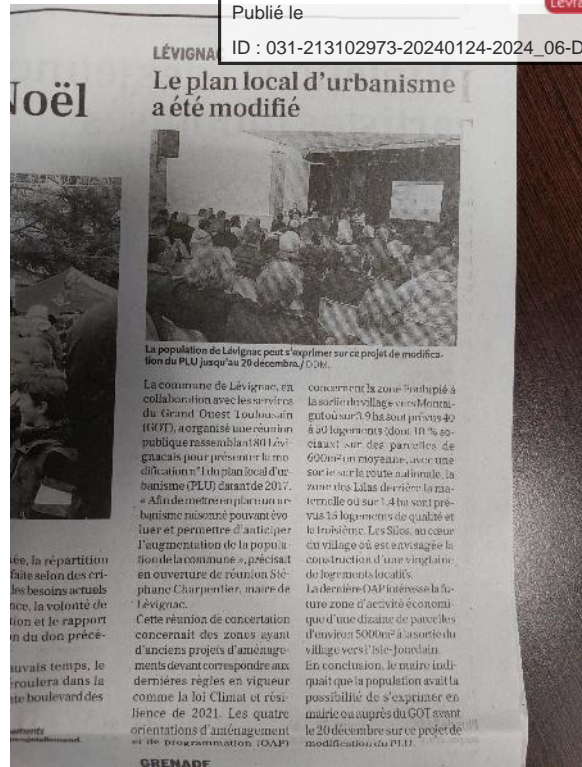 Publié le
ID : 031-213102973-20240124-2024_06-D
LÉVIGNAC
Le plan local d’urbanisme
a été modifié
Noël
La population de Lévignac peut s’exprimer sur ce projet de modifica-
tion du PLU jusqu’au 20 décembre. / DDM.
La commune de Lévignac, en
collaboration avec les services
du Grand Ouest Toulousain
(GOT), a organisé une réunion
publique rassemblant 80 Lévi-
gnacais pour présenter la mo-
dification n°1 du plan local d’ur-
banisme (PLU) datant de 2017.
« Afin de mettre en place un ur-
banisme raisonné pouvant évo-
luer et permettre d’anticiper
l’augmentation de la popula-
tion de la commune », précisait
en ouverture de réunion Sté-
phane Charpentier, maire de
Lévignac.
Cette réunion de concertation
concernait des zones ayant
d’anciens projets d’aménage-
ments devant correspondre aux
dernières règles en vigueur
comme la loi Climat et rési-
lience de 2021. Les quatre
orientations d’aménagement
et de programmation (OAP)
concernent la zone à
la sortie du village vers Montai-
gut où sur 3,9 ha sont prévus 40
à 50 logements (dont 10 % so-
ciaux) sur des parcelles de
600m² en moyenne, avec une
sortie sur la route nationale, la
zone des Lilas derrière la ma-
ternelle où sur 1,4 ha sont pré-
vus 15 logements de qualité et
la troisième, Les Silos, au cœur
du village où est envisagée la
construction d’une vingtaine
de logements locatifs.
La dernière OAP intéresse la fu-
ture zone d’activité économi-
que d’une dizaine de parcelles
d’environ 5000m² à la sortie du
village vers l’Isle-Jourdain.
En conclusion, le maire indi-
quait que la population avait la
possibilité de s’exprimer en
mairie ou auprès du GOT avant
le 20 décembre sur ce projet de
modification du PLU.
GRENADE
ée, la répartition
faite selon des cri-
les besoins actuels
nce, la volonté de
tion et le rapport
n du don précé-
auvais temps, le
éroulera dans la
te boulevard des